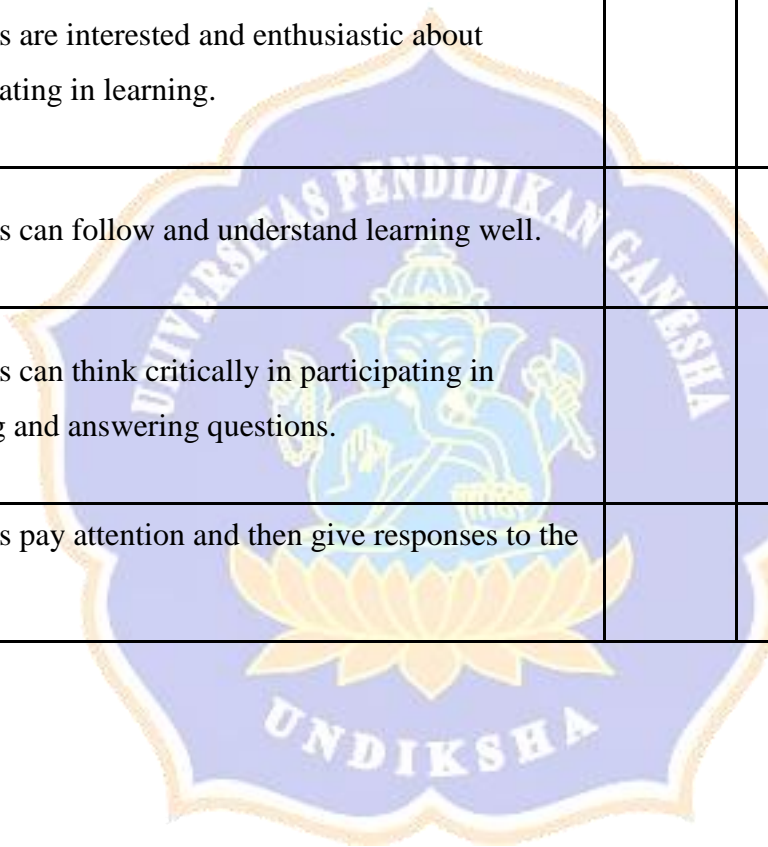 s are interested and enthusiastic about
ating in learning.
s can follow and understand learning well.
s can think critically in participating in
g and answering questions.
s pay attention and then give responses to the
UNIVERSITAS PENDIDIKAN GANESHA
UNDIKSHA